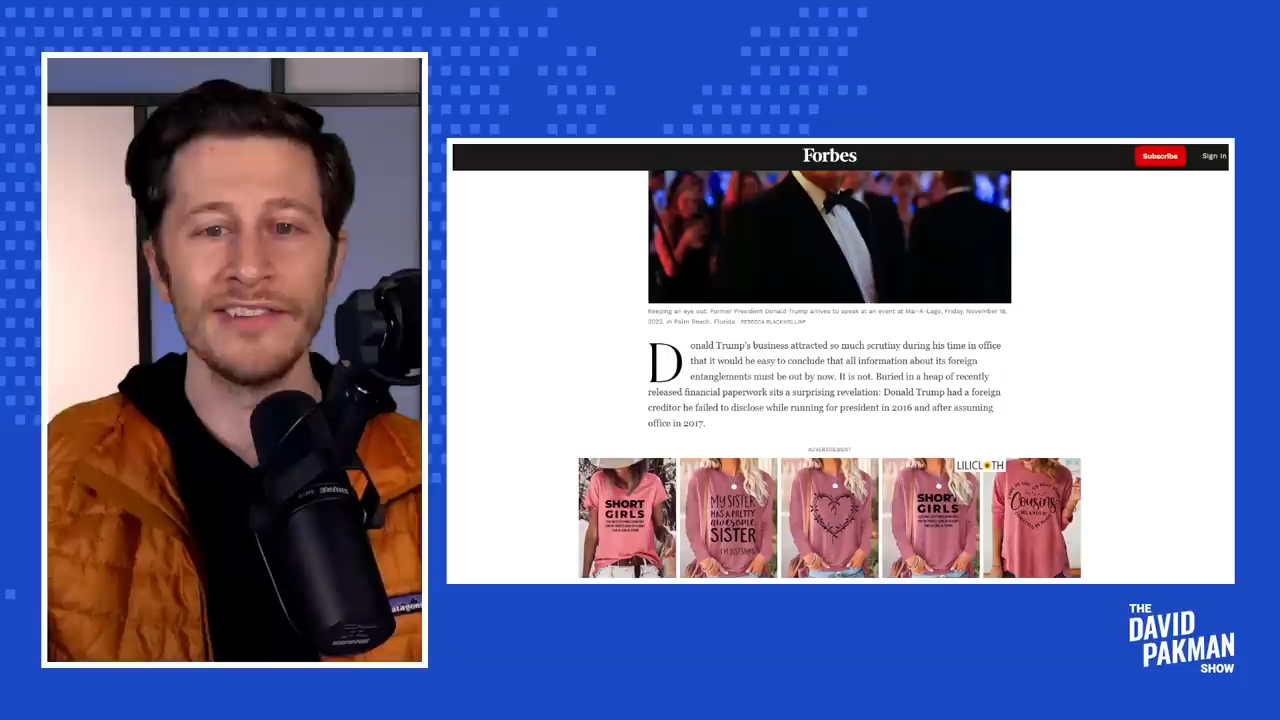 Forbes
Subscribe
Sign In
Keeping an eye out: Former President Donald Trump arrives to speak at an event at Mar-A-Lago, Friday, November 18,
2022, in Palm Beach, Florida. REBECCA BLACKWELL/AP
Donald Trump's business attracted so much scrutiny during his time in office
that it would be easy to conclude that all information about its foreign
entanglements must be out by now. It is not. Buried in a heap of recently
released financial paperwork sits a surprising revelation: Donald Trump had a foreign
creditor he failed to disclose while running for president in 2016 and after assuming
office in 2017.
ADVERTISEMENT
LILICLOTH
SHORT
GIRLS
MY SISTER
HAS A PRETTY
awesome
SISTER
SHORT
GIRLS
Cousins
SHURE
patagonia
THE
DAVID
PAKMAN
SHOW